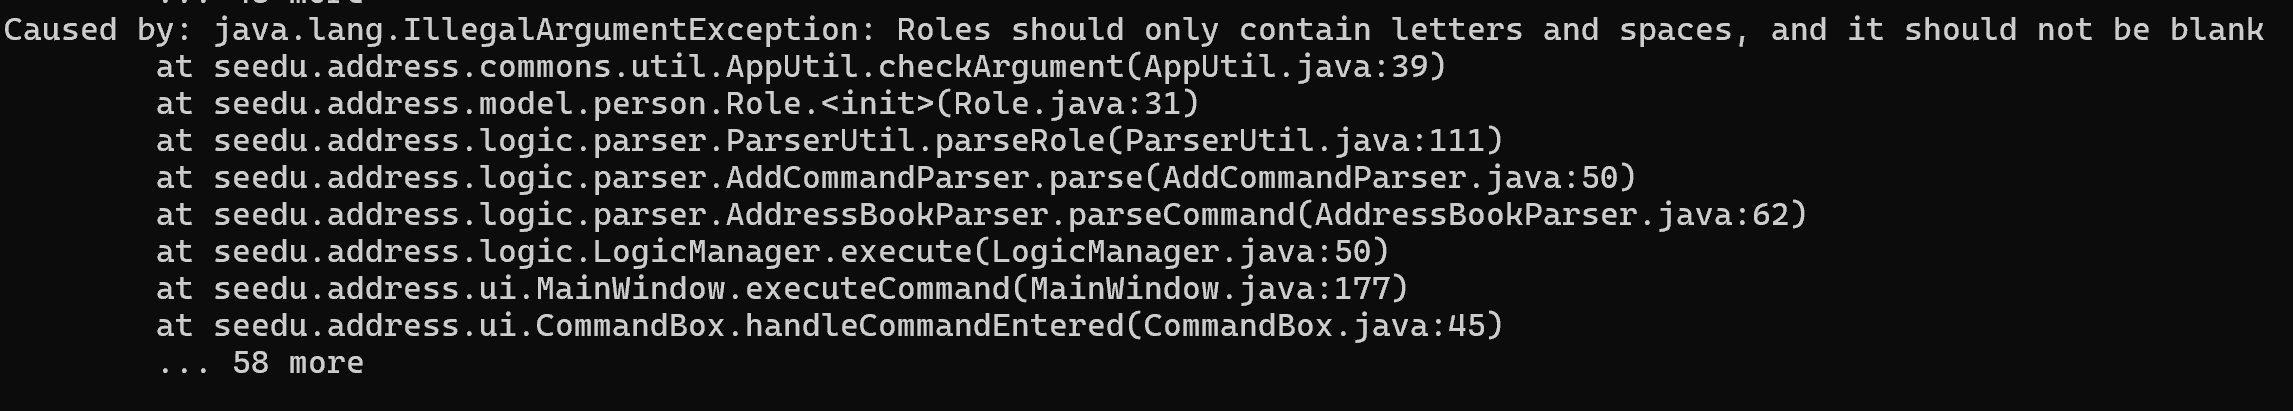 ... 48 more
Caused by: java.lang.IllegalArgumentException: Roles should only contain letters and spaces, and it should not be blank
at seedu.address.commons.util.AppUtil.checkArgument(AppUtil.java:39)
at seedu.address.model.person.Role.<init>(Role.java:31)
at seedu.address.logic.parser.ParserUtil.parseRole(ParserUtil.java:111)
at seedu.address.logic.parser.AddCommandParser.parse(AddCommandParser.java:50)
at seedu.address.logic.parser.AddressBookParser.parseCommand(AddressBookParser.java:62)
at seedu.address.logic.LogicManager.execute(LogicManager.java:50)
at seedu.address.ui.MainWindow.executeCommand(MainWindow.java:177)
at seedu.address.ui.CommandBox.handleCommandEntered(CommandBox.java:45)
... 58 more